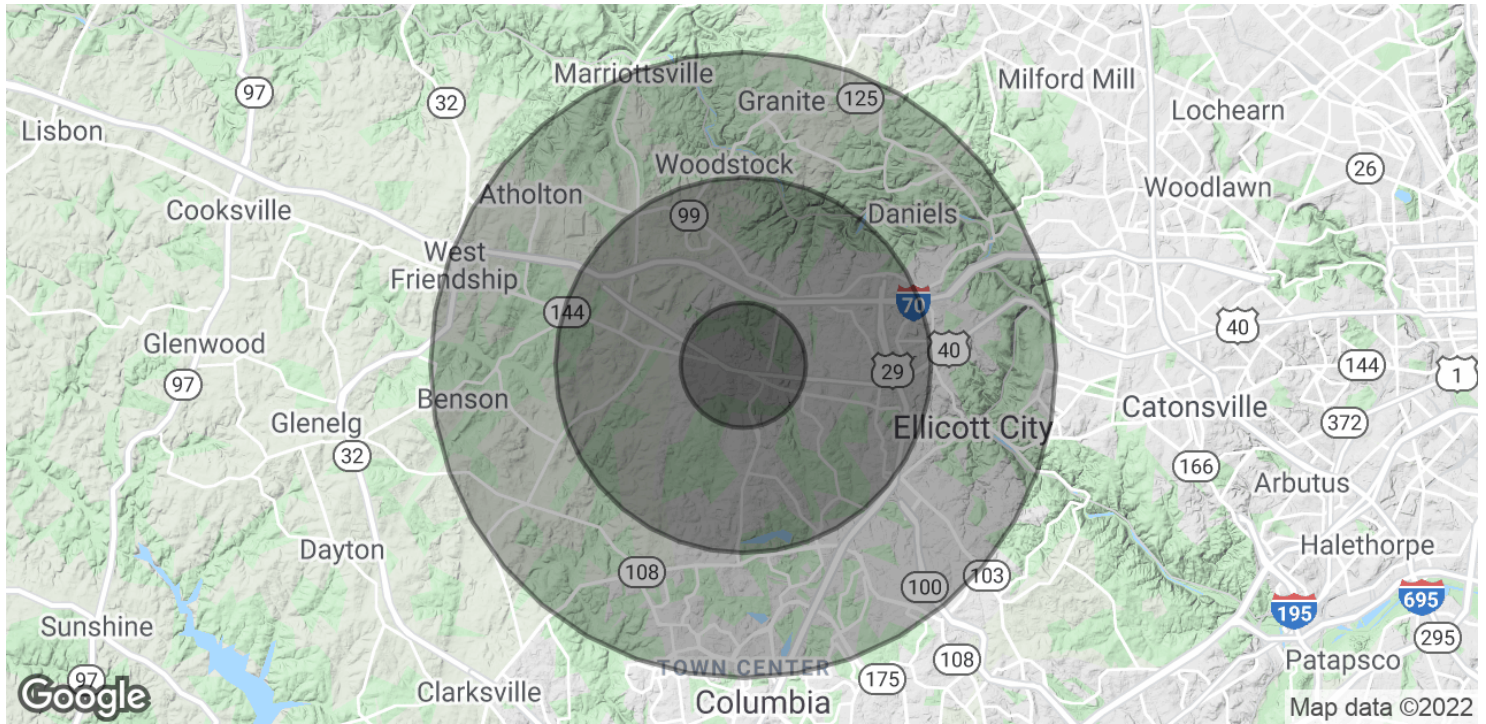 Marriottsville
Milford Mill
97
32
Granite
125
Lochearn
Lisbon
Woodstock
26
Woodlawn
Atholton
Cooksville
99
Daniels
West
Friendship
70
144
40
40
Glenwood
29
144
1
97
Benson
Catonsville
Glenelg
Ellicott City
372
32
166
Arbutus
Dayton
Halethorpe
108
103
100
195
695
Sunshine
295
108
Patapsco
TOWN CENTER
97
175
Clarksville
Columbia
Google
Map data ©2022